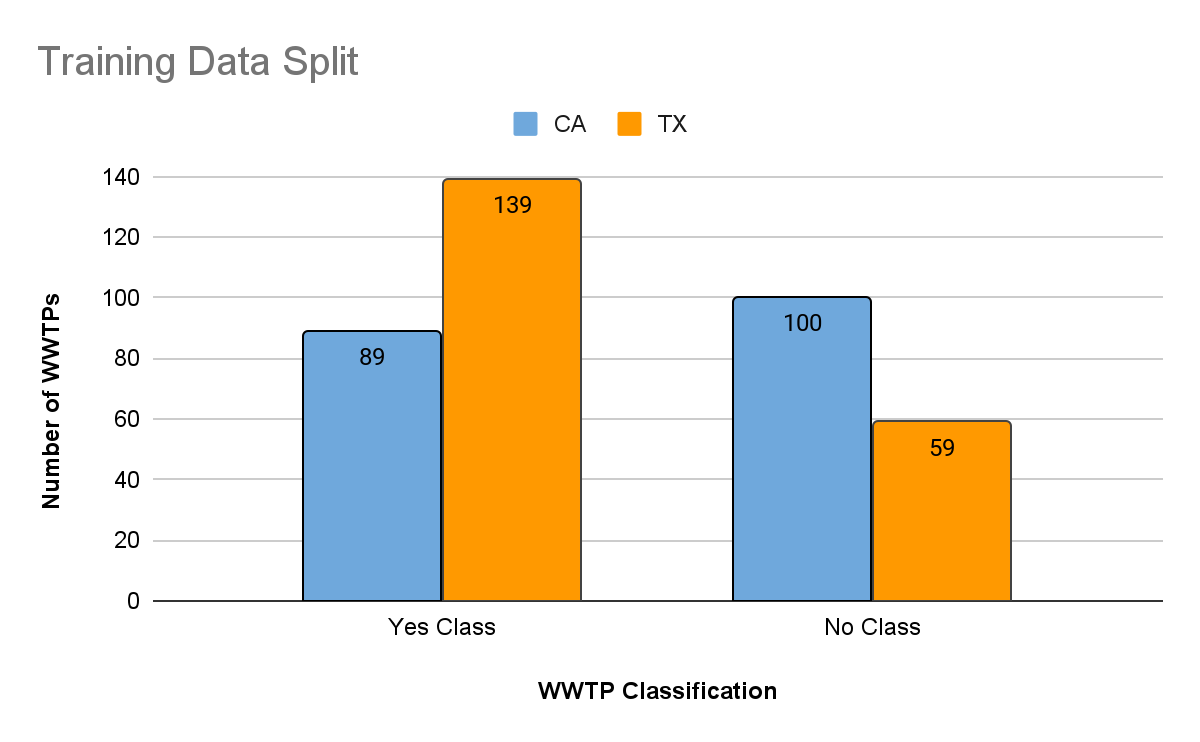 Training Data Split
CA TX
140
120
100
80
60
40
20
0
Number of WWTPs
89
139
100
59
Yes Class No Class
WWTP Classification